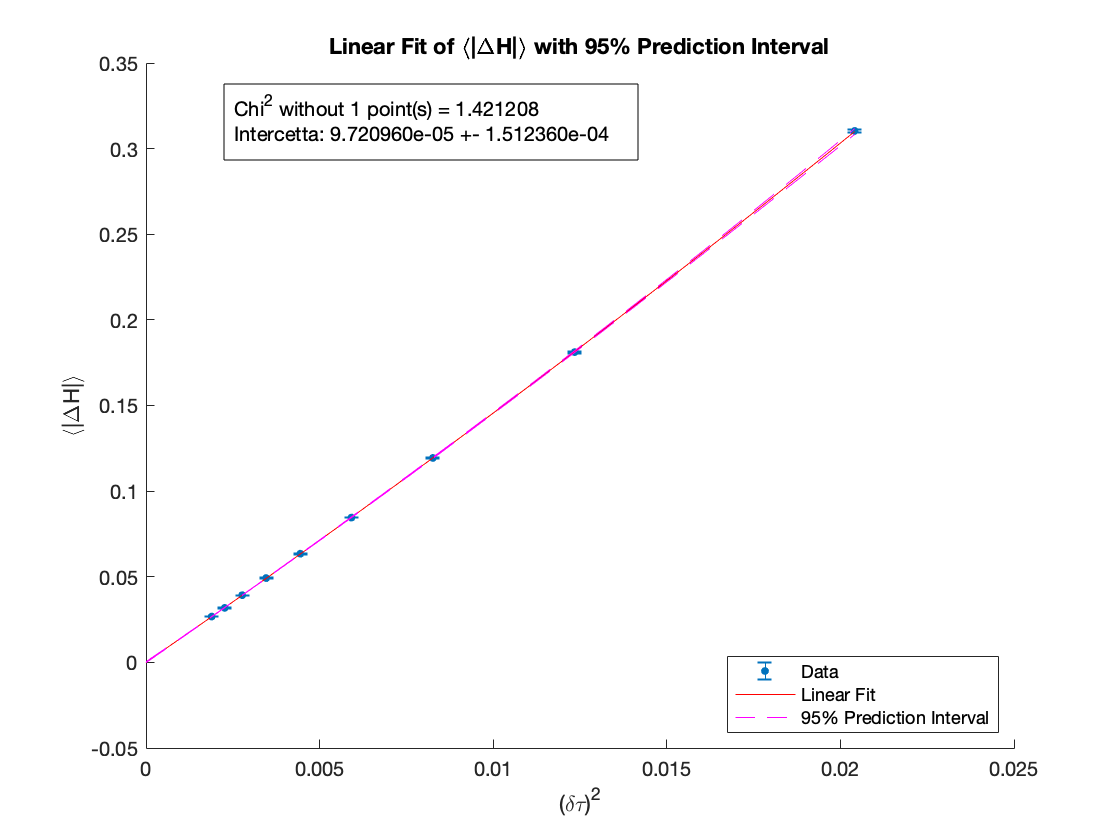 Linear Fit of ⟨|ΔH|⟩ with 95% Prediction Interval
Chi² without 1 point(s) = 1.421208
Intercetta: 9.720960e-05 +- 1.512360e-04
0.35
0.3
0.25
0.2
0.15
0.1
0.05
0
-0.05
⟨|ΔH|⟩
0
0.005
0.01
0.015
0.02
0.025
(δτ)²
Data
Linear Fit
95% Prediction Interval